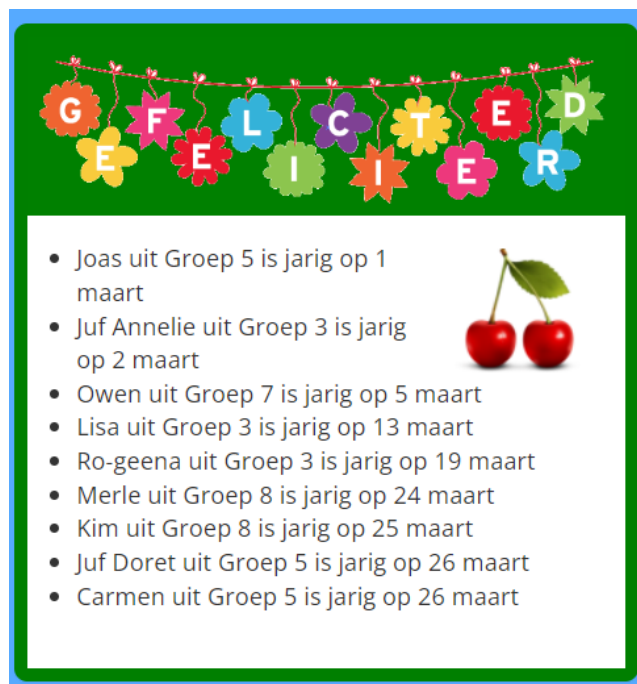 GEFELICITEERD
• Joas uit Groep 5 is jarig op 1
maart
• Juf Annelie uit Groep 3 is jarig
op 2 maart
• Owen uit Groep 7 is jarig op 5 maart
• Lisa uit Groep 3 is jarig op 13 maart
• Ro-geena uit Groep 3 is jarig op 19 maart
• Merle uit Groep 8 is jarig op 24 maart
• Kim uit Groep 8 is jarig op 25 maart
• Juf Doret uit Groep 5 is jarig op 26 maart
• Carmen uit Groep 5 is jarig op 26 maart